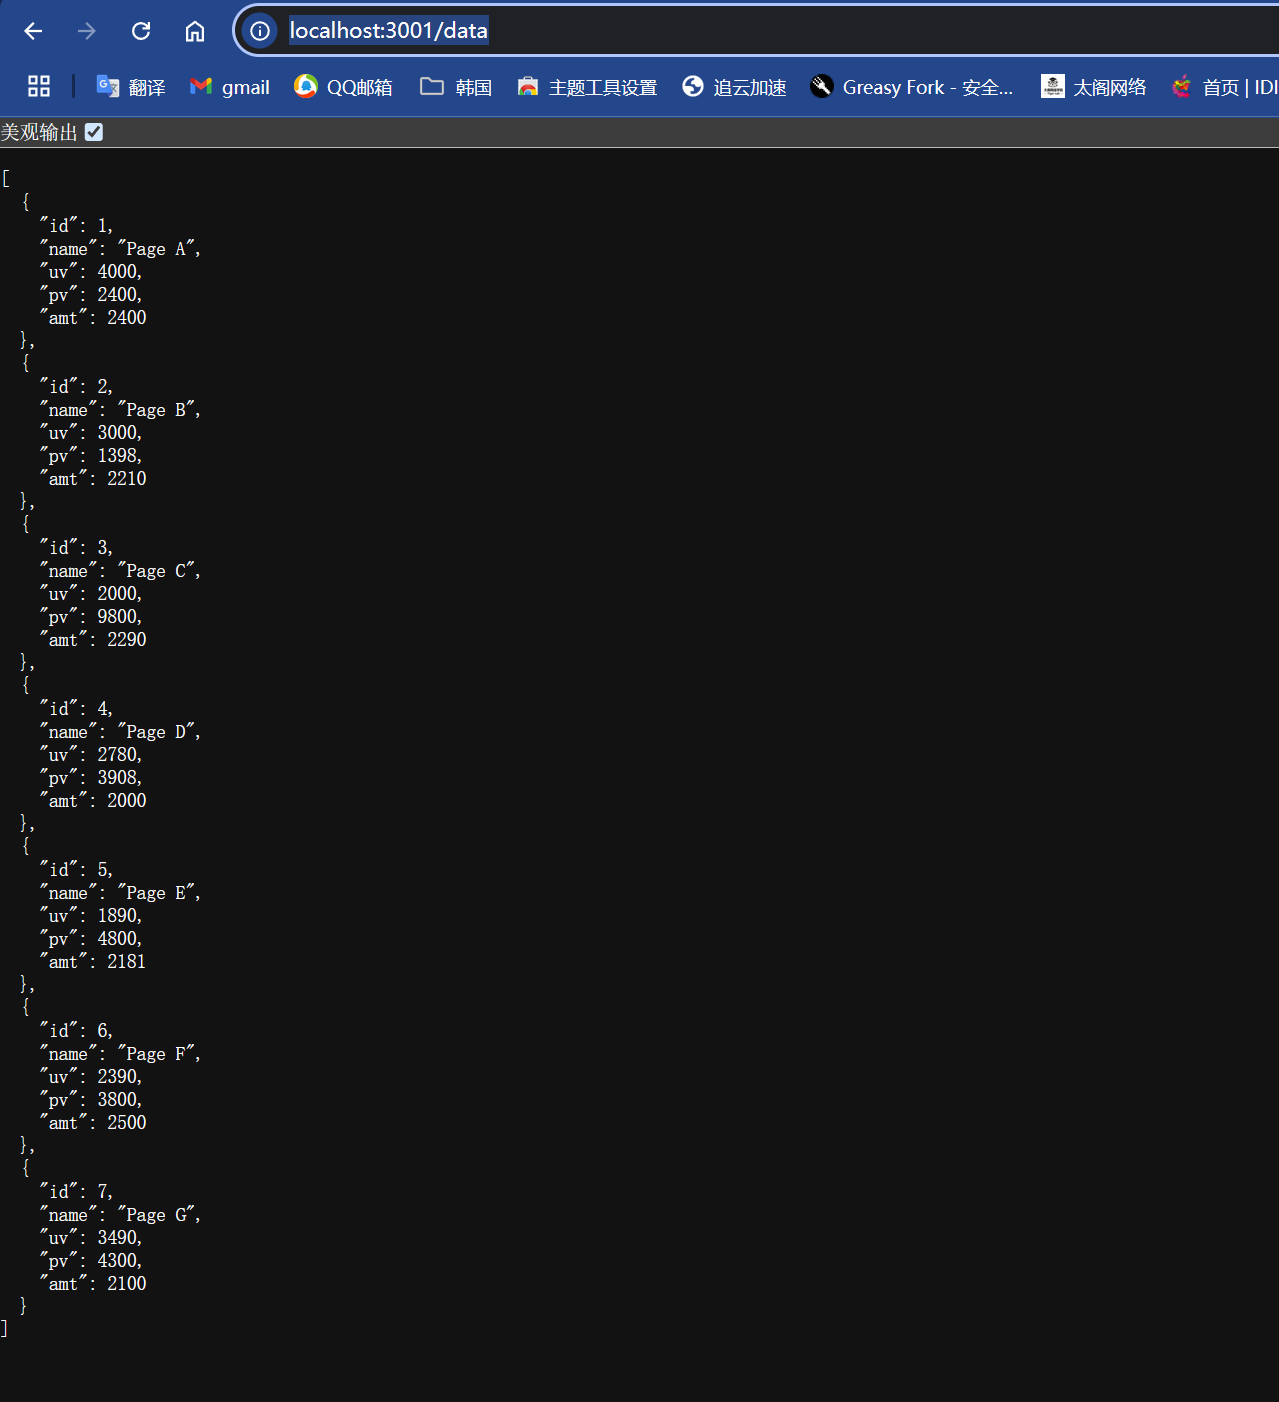 localhost:3001/data
翻译 gmail QQ邮箱 韩国 主题工具设置 追云加速 Greasy Fork - 安全... 太阁网络 首页 | IDI
美观输出
[
  {
    "id": 1,
    "name": "Page A",
    "uv": 4000,
    "pv": 2400,
    "amt": 2400
  },
  {
    "id": 2,
    "name": "Page B",
    "uv": 3000,
    "pv": 1398,
    "amt": 2210
  },
  {
    "id": 3,
    "name": "Page C",
    "uv": 2000,
    "pv": 9800,
    "amt": 2290
  },
  {
    "id": 4,
    "name": "Page D",
    "uv": 2780,
    "pv": 3908,
    "amt": 2000
  },
  {
    "id": 5,
    "name": "Page E",
    "uv": 1890,
    "pv": 4800,
    "amt": 2181
  },
  {
    "id": 6,
    "name": "Page F",
    "uv": 2390,
    "pv": 3800,
    "amt": 2500
  },
  {
    "id": 7,
    "name": "Page G",
    "uv": 3490,
    "pv": 4300,
    "amt": 2100
  }
]